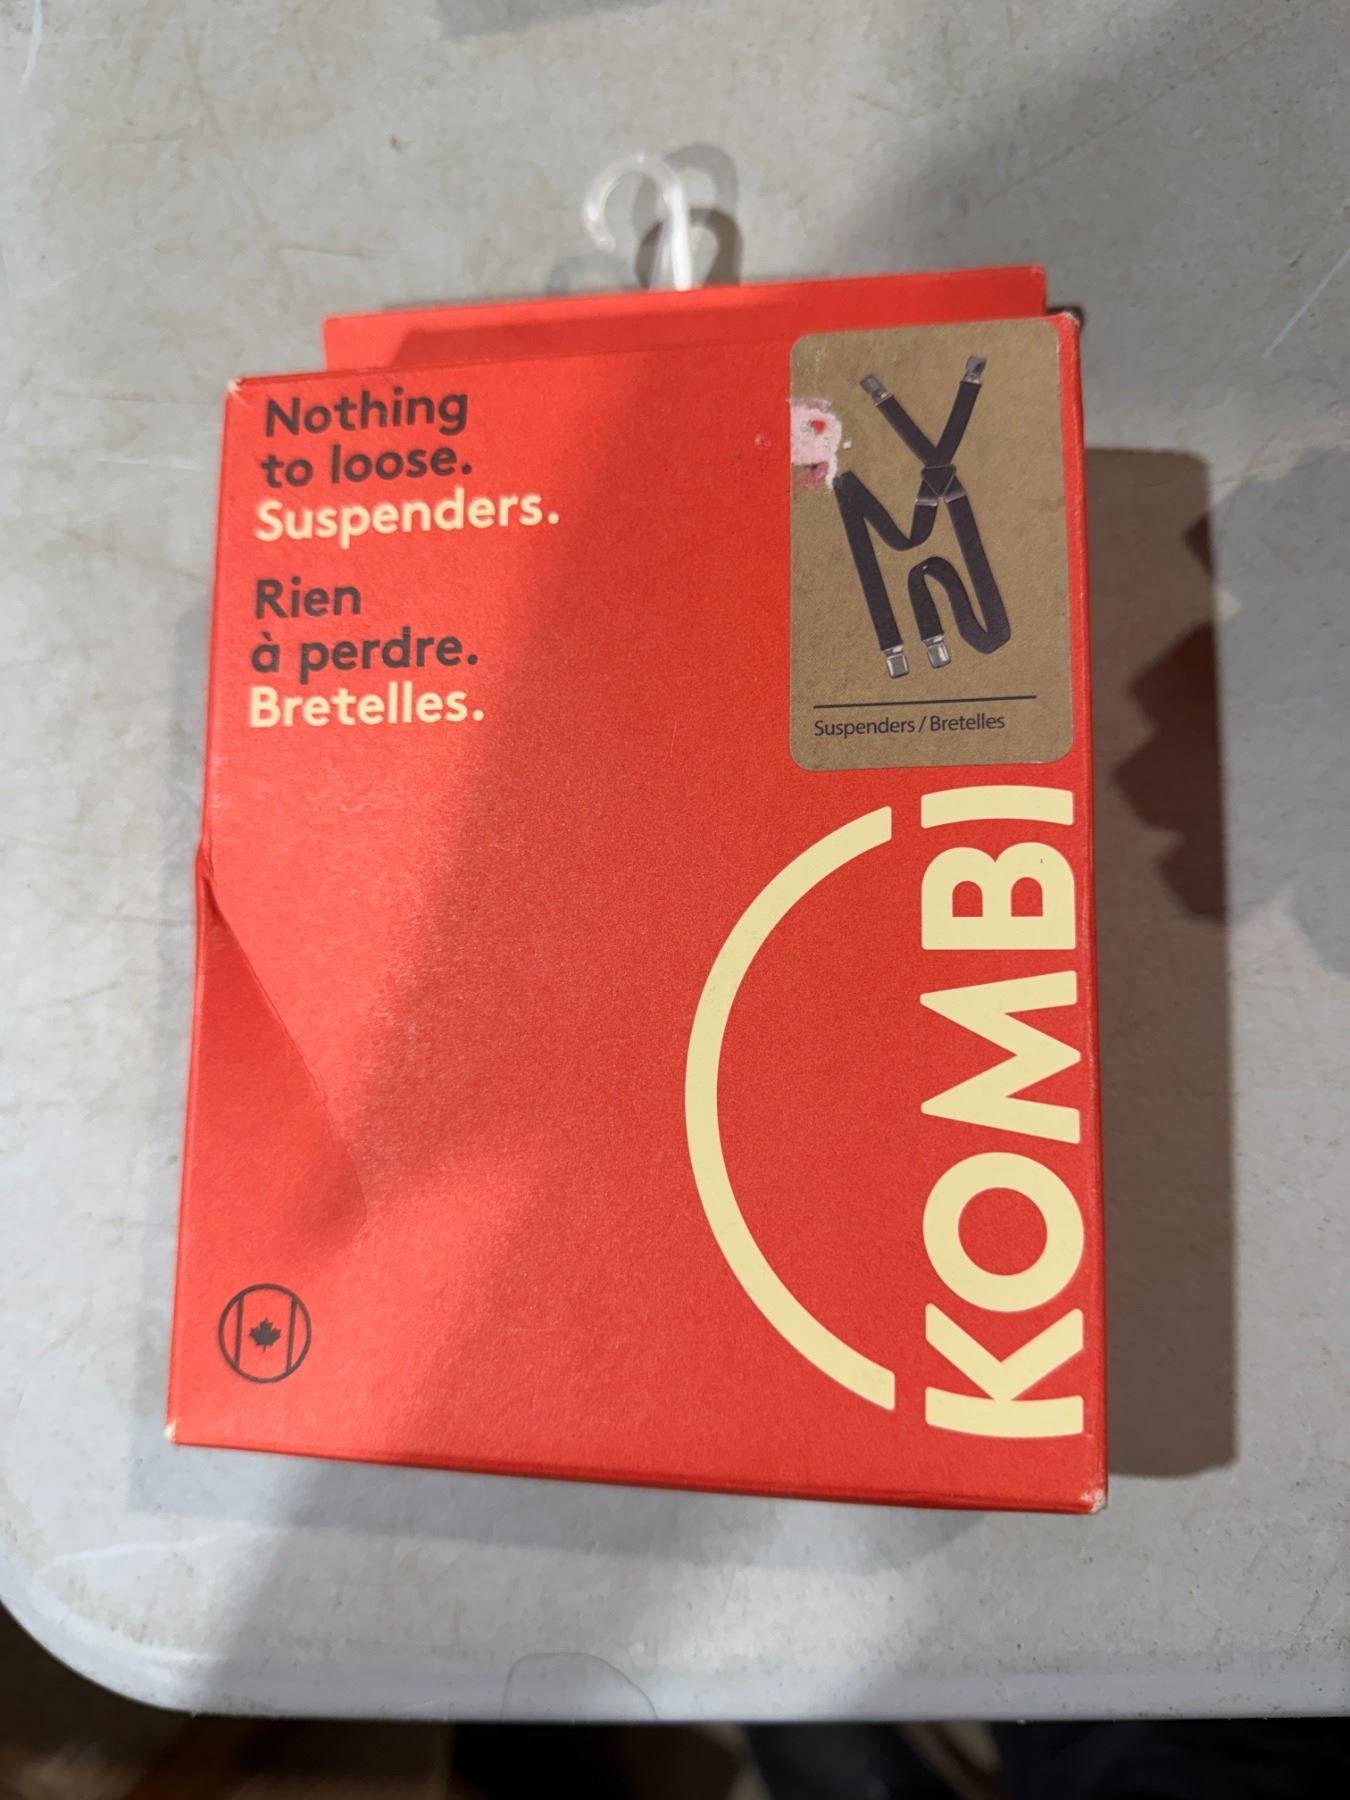 Nothing
to loose.
Suspenders.
Rien
à perdre.
Bretelles.
Suspenders / Bretelles
KOMBI